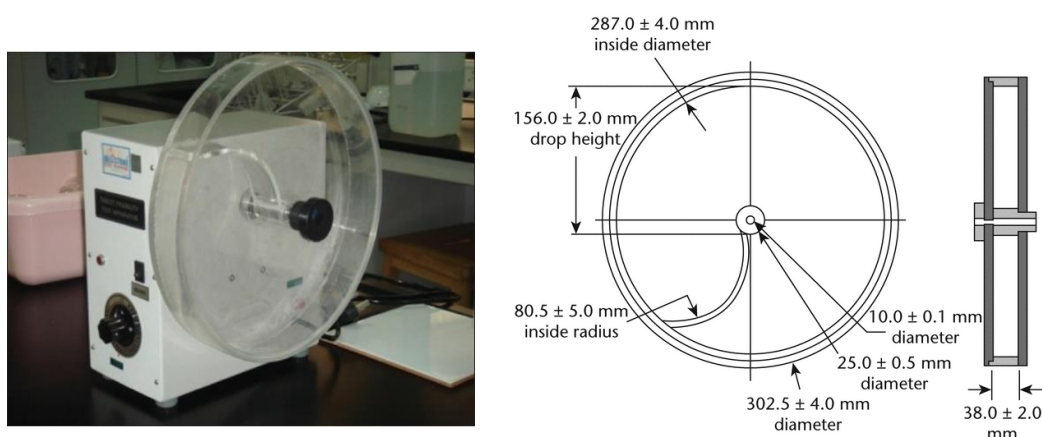 287.0 ± 4.0 mm
inside diameter
156.0 ± 2.0 mm
drop height
80.5 ± 5.0 mm
inside radius
10.0 ± 0.1 mm
diameter
25.0 ± 0.5 mm
diameter
302.5 ± 4.0 mm
diameter
38.0 ± 2.0
mm